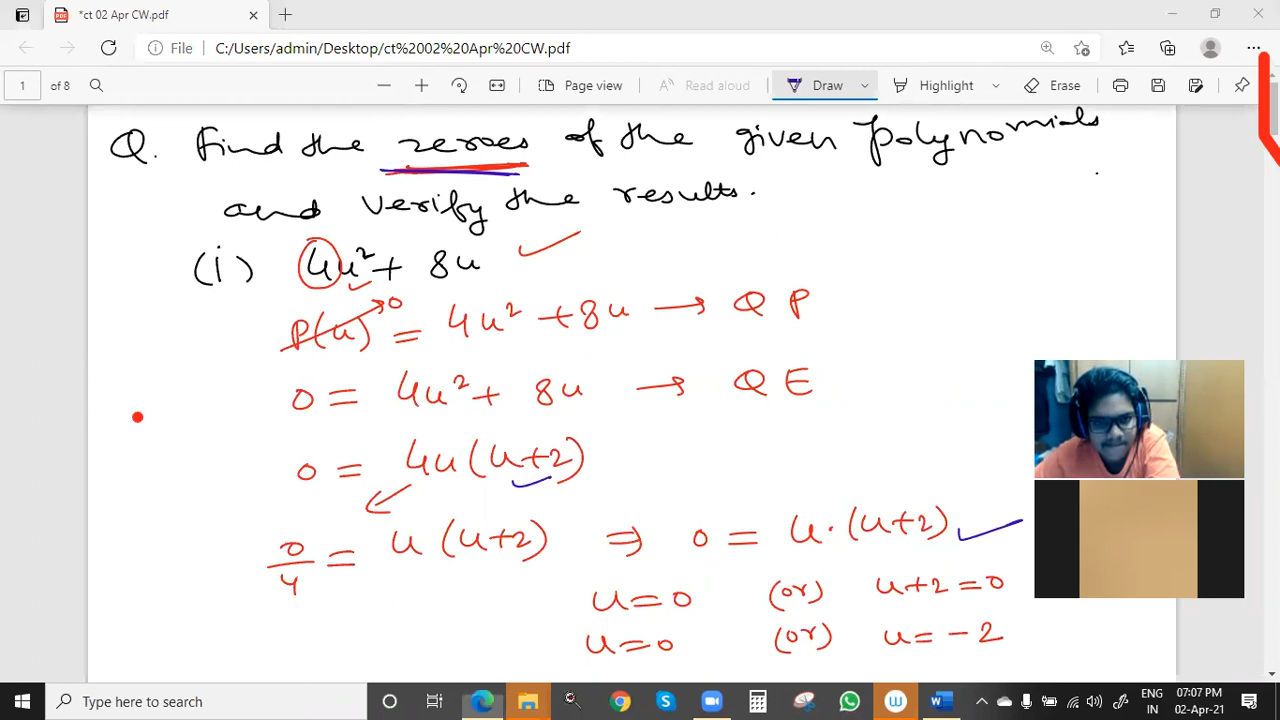 *ct 02 Apr CW.pdf
File C:/Users/admin/Desktop/ct%2002%20Apr%20CW.pdf
1 of 8 Page view Read aloud Draw Highlight Erase
Q. Find the zeroes of the given polynomials
and verify the results.
(i) 4u² + 8u
P(u) 0 = 4u² + 8u → Q P
0 = 4u² + 8u → Q E
0 = 4u(u+2)
0/4 = u(u+2) ⇒ 0 = u·(u+2)
u=0 (or) u+2=0
u=0 (or) u=-2
Type here to search
ENG
IN
07:07 PM
02-Apr-21